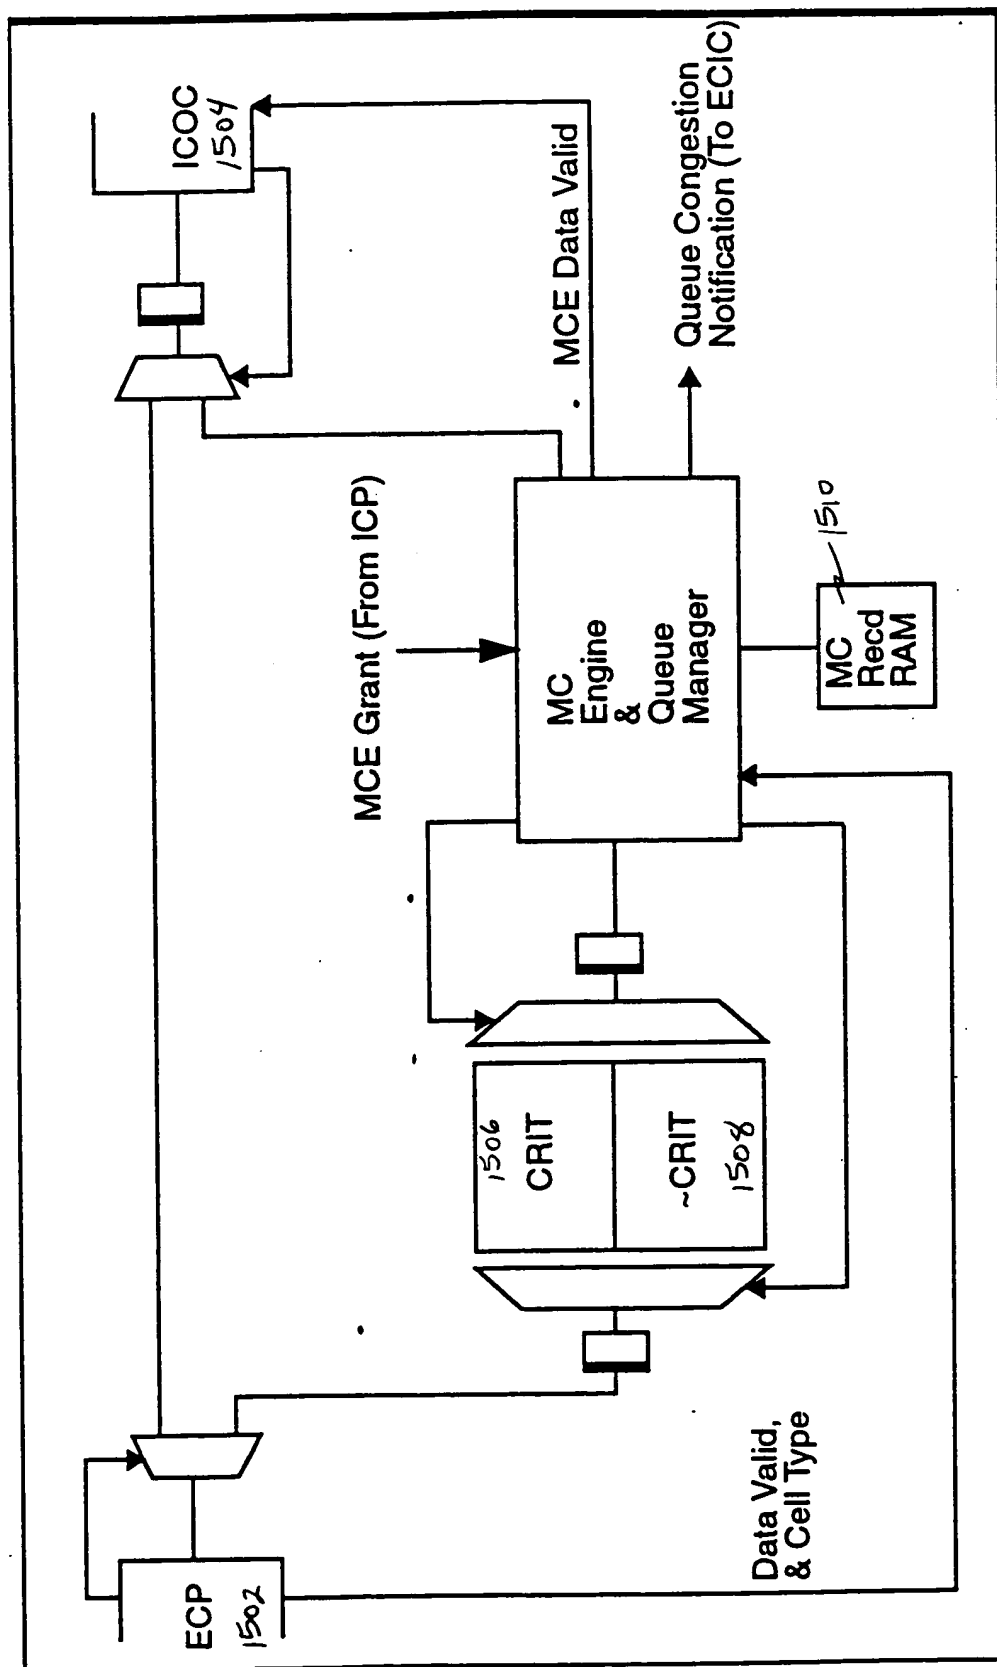 ECP
1502
ICOC
1504
MCE Grant (From ICP)
MCE Data Valid
Queue Congestion
Notification (To ECIC)
1506
CRIT
~CRIT
1508
MC
Engine
&
Queue
Manager
MC
Recd
RAM
1510
Data Valid,
& Cell Type